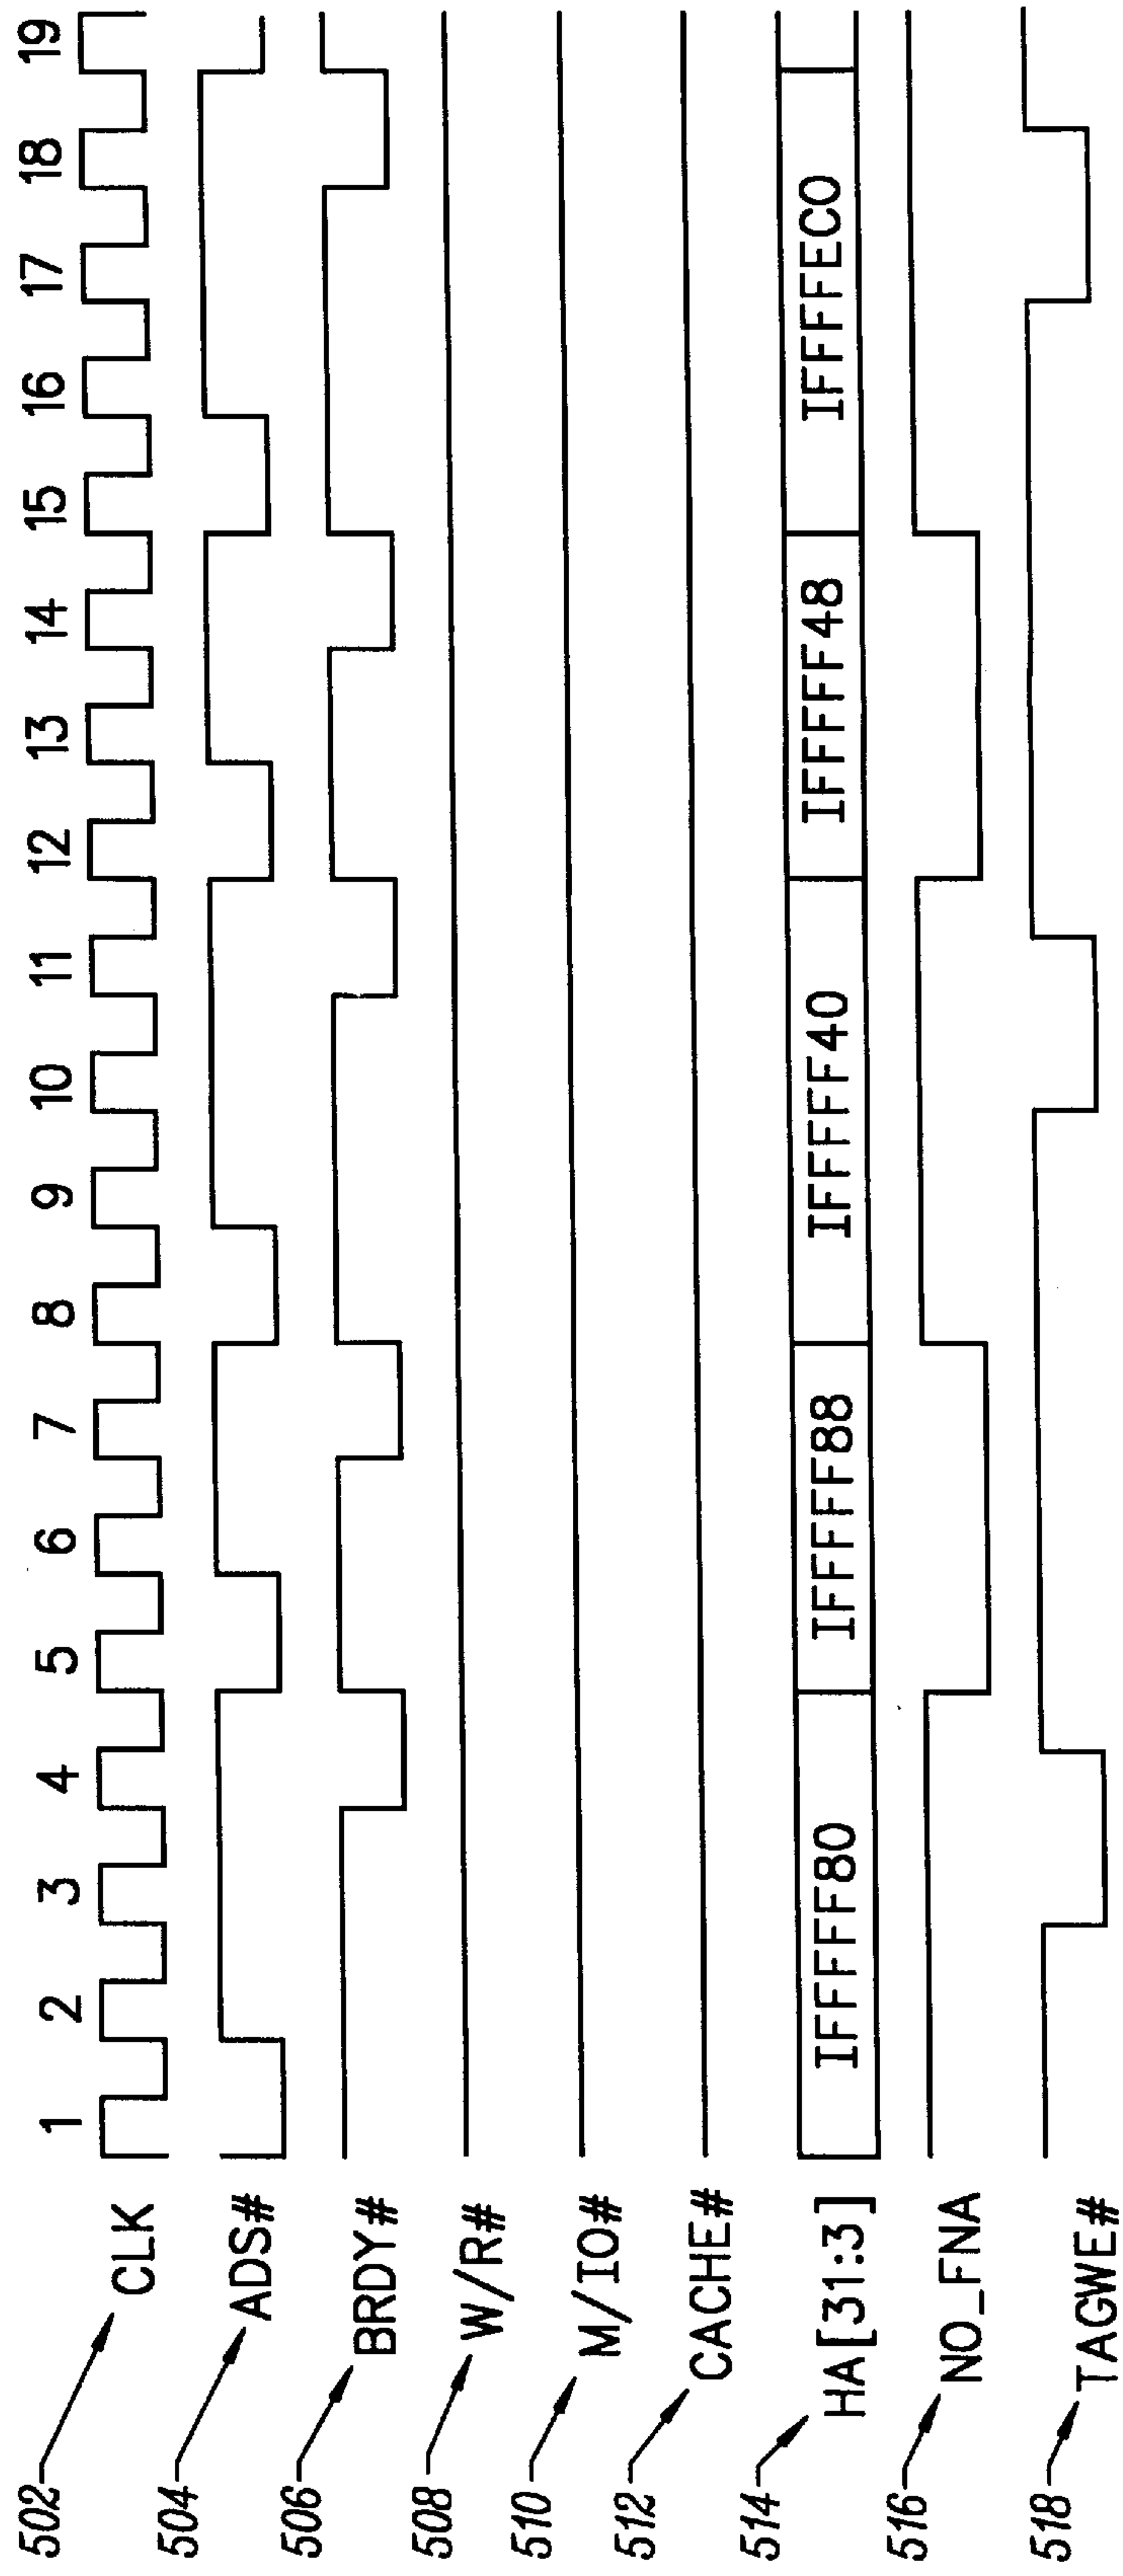 1 2 3 4 5 6 7 8 9 10 11 12 13 14 15 16 17 18 19
502 CLK
504 ADS#
506 BRDY#
508 W/R#
510 M/IO#
512 CACHE#
514 HA[31:3] IFFFFF80 IFFFFF88 IFFFFF40 IFFFFF48 IFFFFEC0
516 NO_FNA
518 TAGWE#